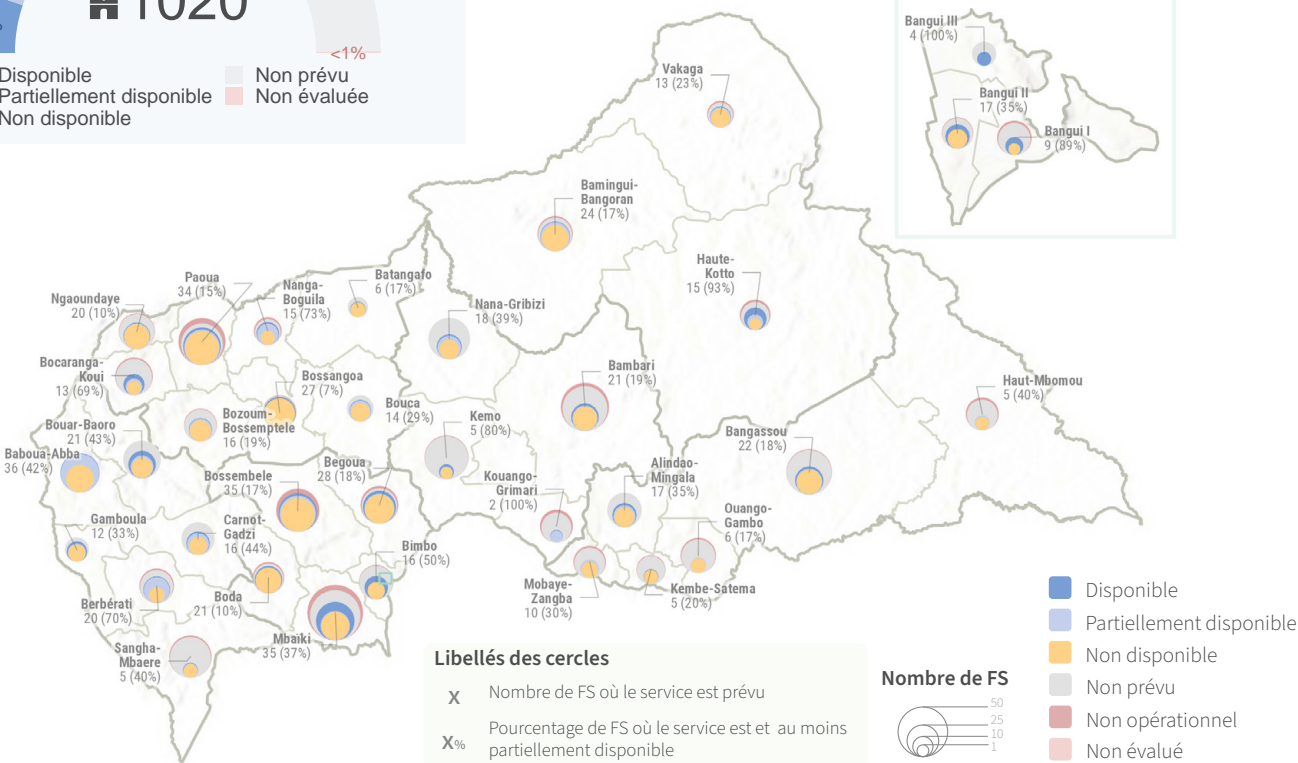 1020
<1%
Disponible
Partiellement disponible
Non disponible
Non prévu
Non évaluée
Bangui III
4 (100%)
Bangui II
17 (35%)
Bangui I
9 (89%)
Vakaga
13 (23%)
Bamingui-
Bangoran
24 (17%)
Haute-
Kotto
15 (93%)
Paoua
34 (15%)
Nanga-
Boguila
15 (73%)
Batangafo
6 (17%)
Ngaoundaye
20 (10%)
Nana-Gribizi
18 (39%)
Bocaranga-
Koui
13 (69%)
Bossangoa
27 (7%)
Bambari
21 (19%)
Haut-Mbomou
5 (40%)
Bozoum-
Bossemptele
16 (19%)
Bouca
14 (29%)
Kemo
5 (80%)
Bouar-Baoro
21 (43%)
Bangassou
22 (18%)
Baboua-Abba
36 (42%)
Bossembele
35 (17%)
Begoua
28 (18%)
Kouango-
Grimari
2 (100%)
Alindao-
Mingala
17 (35%)
Gamboula
12 (33%)
Carnot-
Gadzi
16 (44%)
Ouango-
Gambo
6 (17%)
Bimbo
16 (50%)
Berbérati
20 (70%)
Boda
21 (10%)
Mobaye-
Zangba
10 (30%)
Kembe-Satema
5 (20%)
Mbaïki
35 (37%)
Sangha-
Mbaere
5 (40%)
Libellés des cercles
X Nombre de FS où le service est prévu
X% Pourcentage de FS où le service est et au moins
partiellement disponible
Nombre de FS
50
25
10
1
Disponible
Partiellement disponible
Non disponible
Non prévu
Non opérationnel
Non évalué